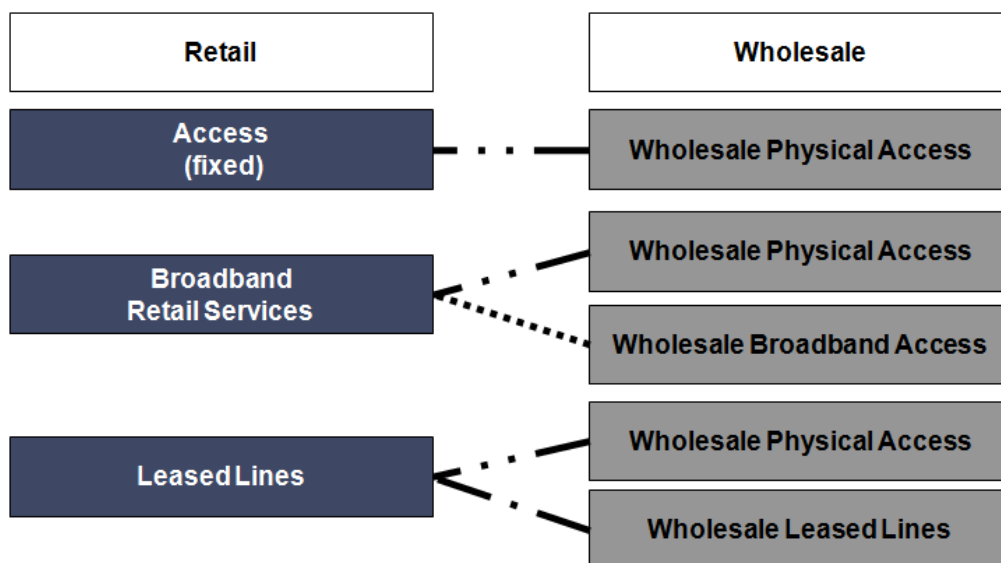 Retail
Wholesale
Access
(fixed)
Wholesale Physical Access
Broadband
Retail Services
Wholesale Physical Access
Wholesale Broadband Access
Leased Lines
Wholesale Physical Access
Wholesale Leased Lines